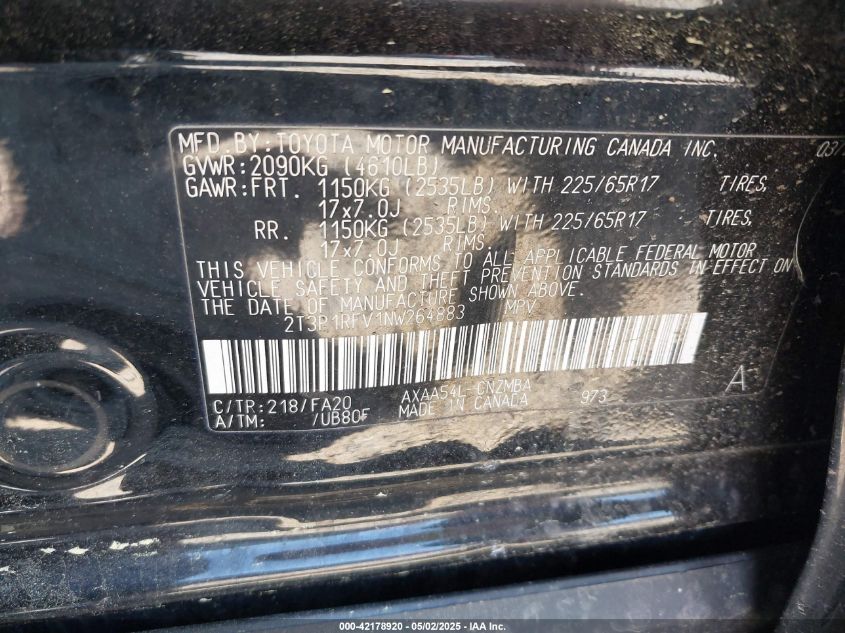 MFD.BY:TOYOTA MOTOR MANUFACTURING CANADA INC.
GVWR:2090KG (4610LB)
GAWR:FRT. 1150KG (2535LB) WITH 225/65R17 TIRES,
17x7.0J RIMS,
RR. 1150KG (2535LB) WITH 225/65R17 TIRES,
17x7.0J RIMS.
THIS VEHICLE CONFORMS TO ALL APPLICABLE FEDERAL MOTOR
VEHICLE SAFETY AND THEFT PREVENTION STANDARDS IN EFFECT ON
THE DATE OF MANUFACTURE SHOWN ABOVE.
2T3P1RFV1NW264883 MPV
C/TR:218/FA20 AXAA54L-CNZMBA
A/TM: /UB80F MADE IN CANADA 973 A
000-42178920 - 05/02/2025 - IAA Inc.